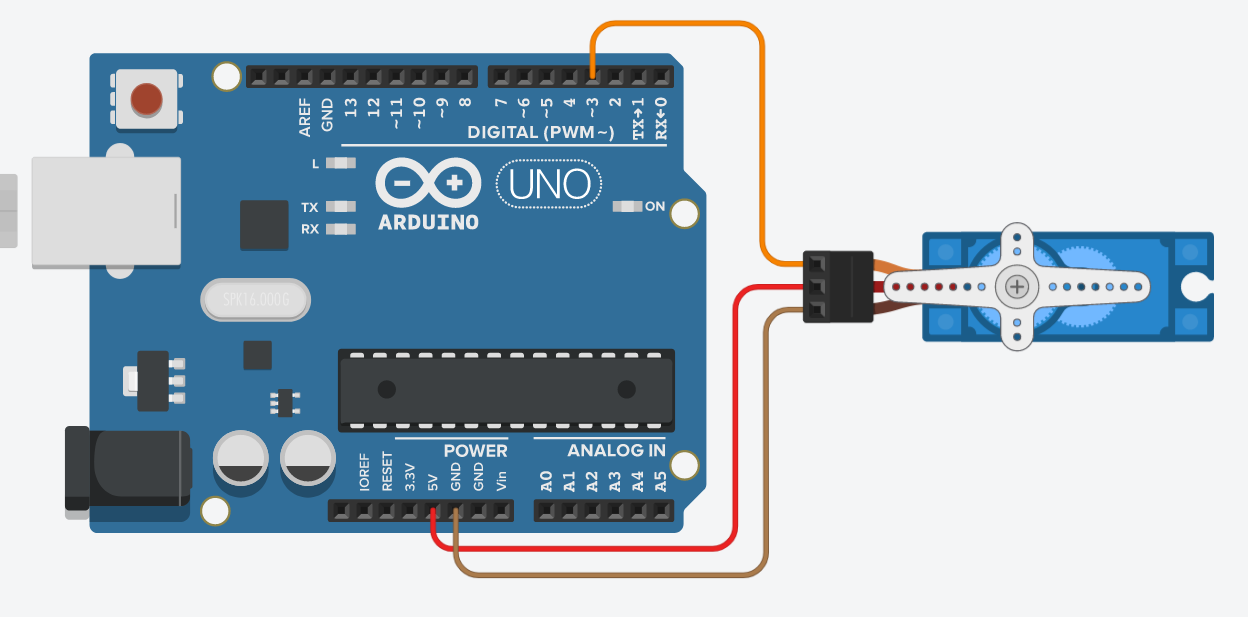 AREF
GND
13
12
~11
~10
~9
8
7
~6
~5
4
~3
2
TX→1
RX←0
DIGITAL (PWM~)
L
TX
RX
ARDUINO
UNO
ON
SPK16.000G
POWER
ANALOG IN
IOREF
RESET
3.3V
5V
GND
GND
Vin
A0
A1
A2
A3
A4
A5